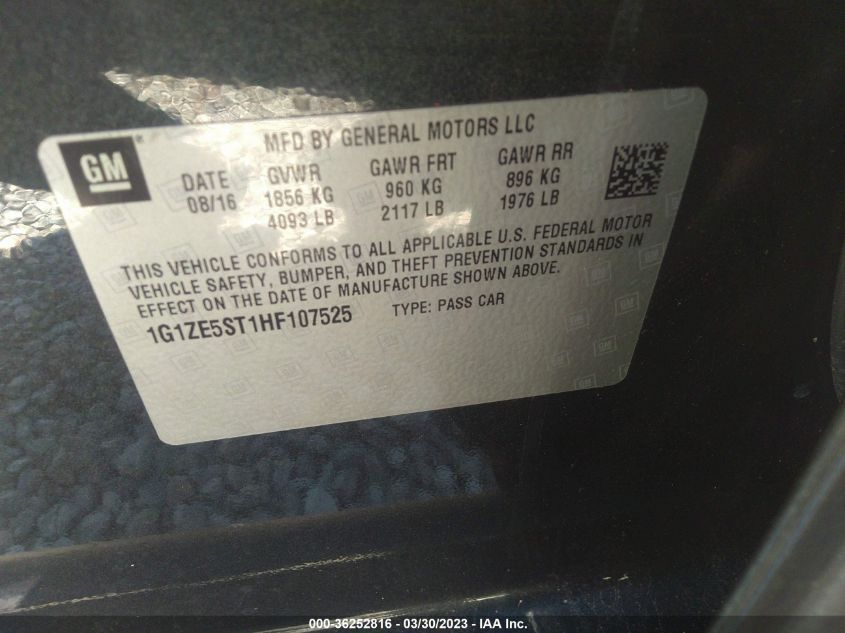 GM
MFD BY GENERAL MOTORS LLC
DATE GVWR GAWR FRT GAWR RR
08/16 1856 KG 960 KG 896 KG
4093 LB 2117 LB 1976 LB
THIS VEHICLE CONFORMS TO ALL APPLICABLE U.S. FEDERAL MOTOR
VEHICLE SAFETY, BUMPER, AND THEFT PREVENTION STANDARDS IN
EFFECT ON THE DATE OF MANUFACTURE SHOWN ABOVE.
1G1ZE5ST1HF107525 TYPE: PASS CAR
000-36252816 - 03/30/2023 - IAA Inc.